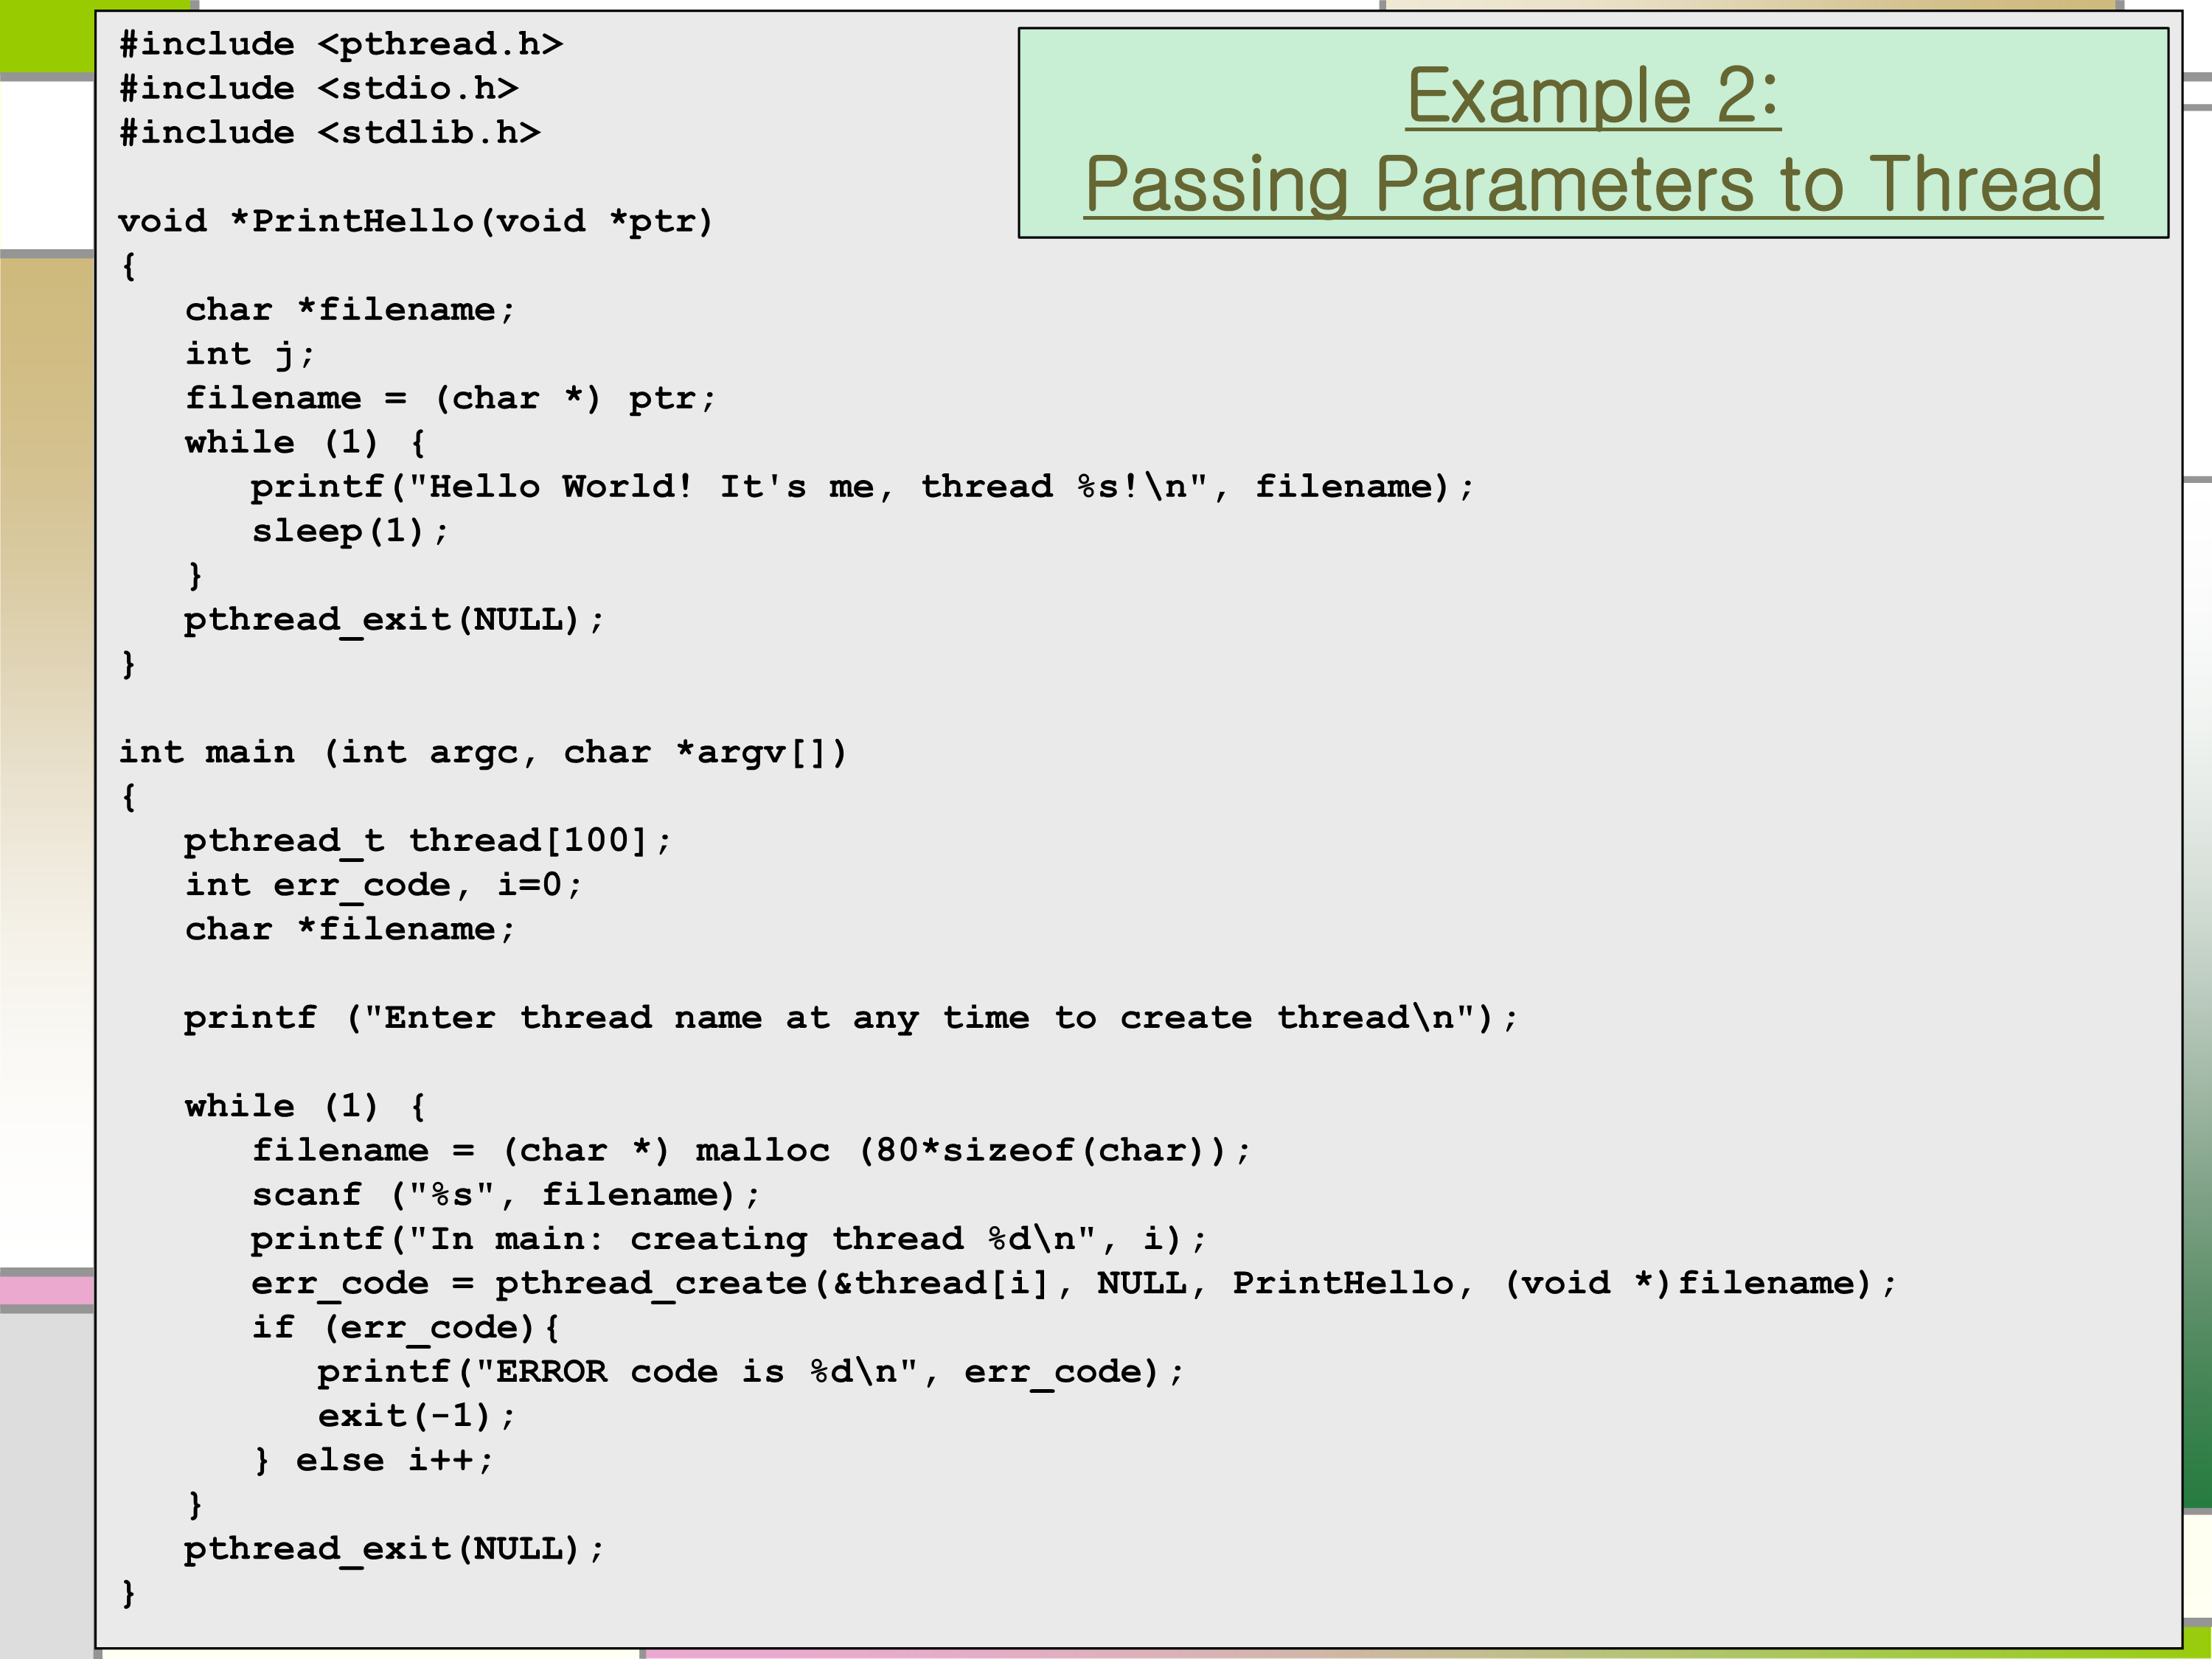 #include <pthread.h>
#include <stdio.h>
#include <stdlib.h>
Example 2:
Passing Parameters to Thread
void *PrintHello(void *ptr)
{
   char *filename;
   int j;
   filename = (char *) ptr;
   while (1) {
      printf("Hello World! It's me, thread %s!\n", filename);
      sleep(1);
   }
   pthread_exit(NULL);
}
int main (int argc, char *argv[])
{
   pthread_t thread[100];
   int err_code, i=0;
   char *filename;
   printf ("Enter thread name at any time to create thread\n");
   while (1) {
      filename = (char *) malloc (80*sizeof(char));
      scanf ("%s", filename);
      printf("In main: creating thread %d\n", i);
      err_code = pthread_create(&thread[i], NULL, PrintHello, (void *)filename);
      if (err_code){
         printf("ERROR code is %d\n", err_code);
         exit(-1);
      } else i++;
   }
   pthread_exit(NULL);
}